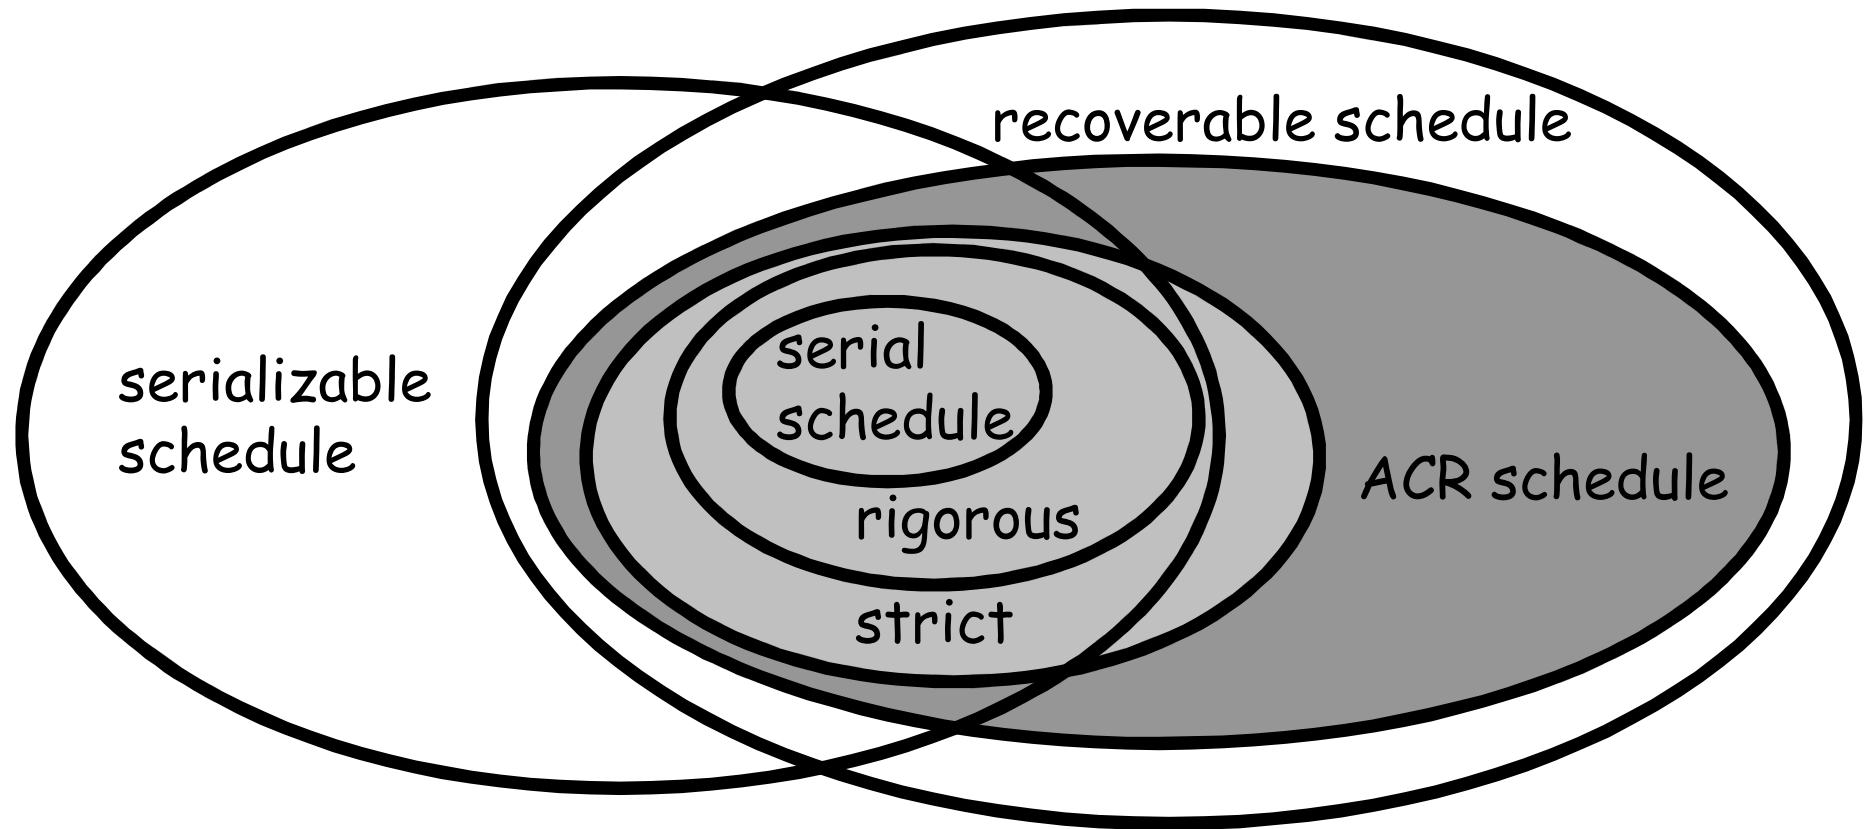 recoverable schedule
serializable
schedule
serial
schedule
rigorous
strict
ACR schedule